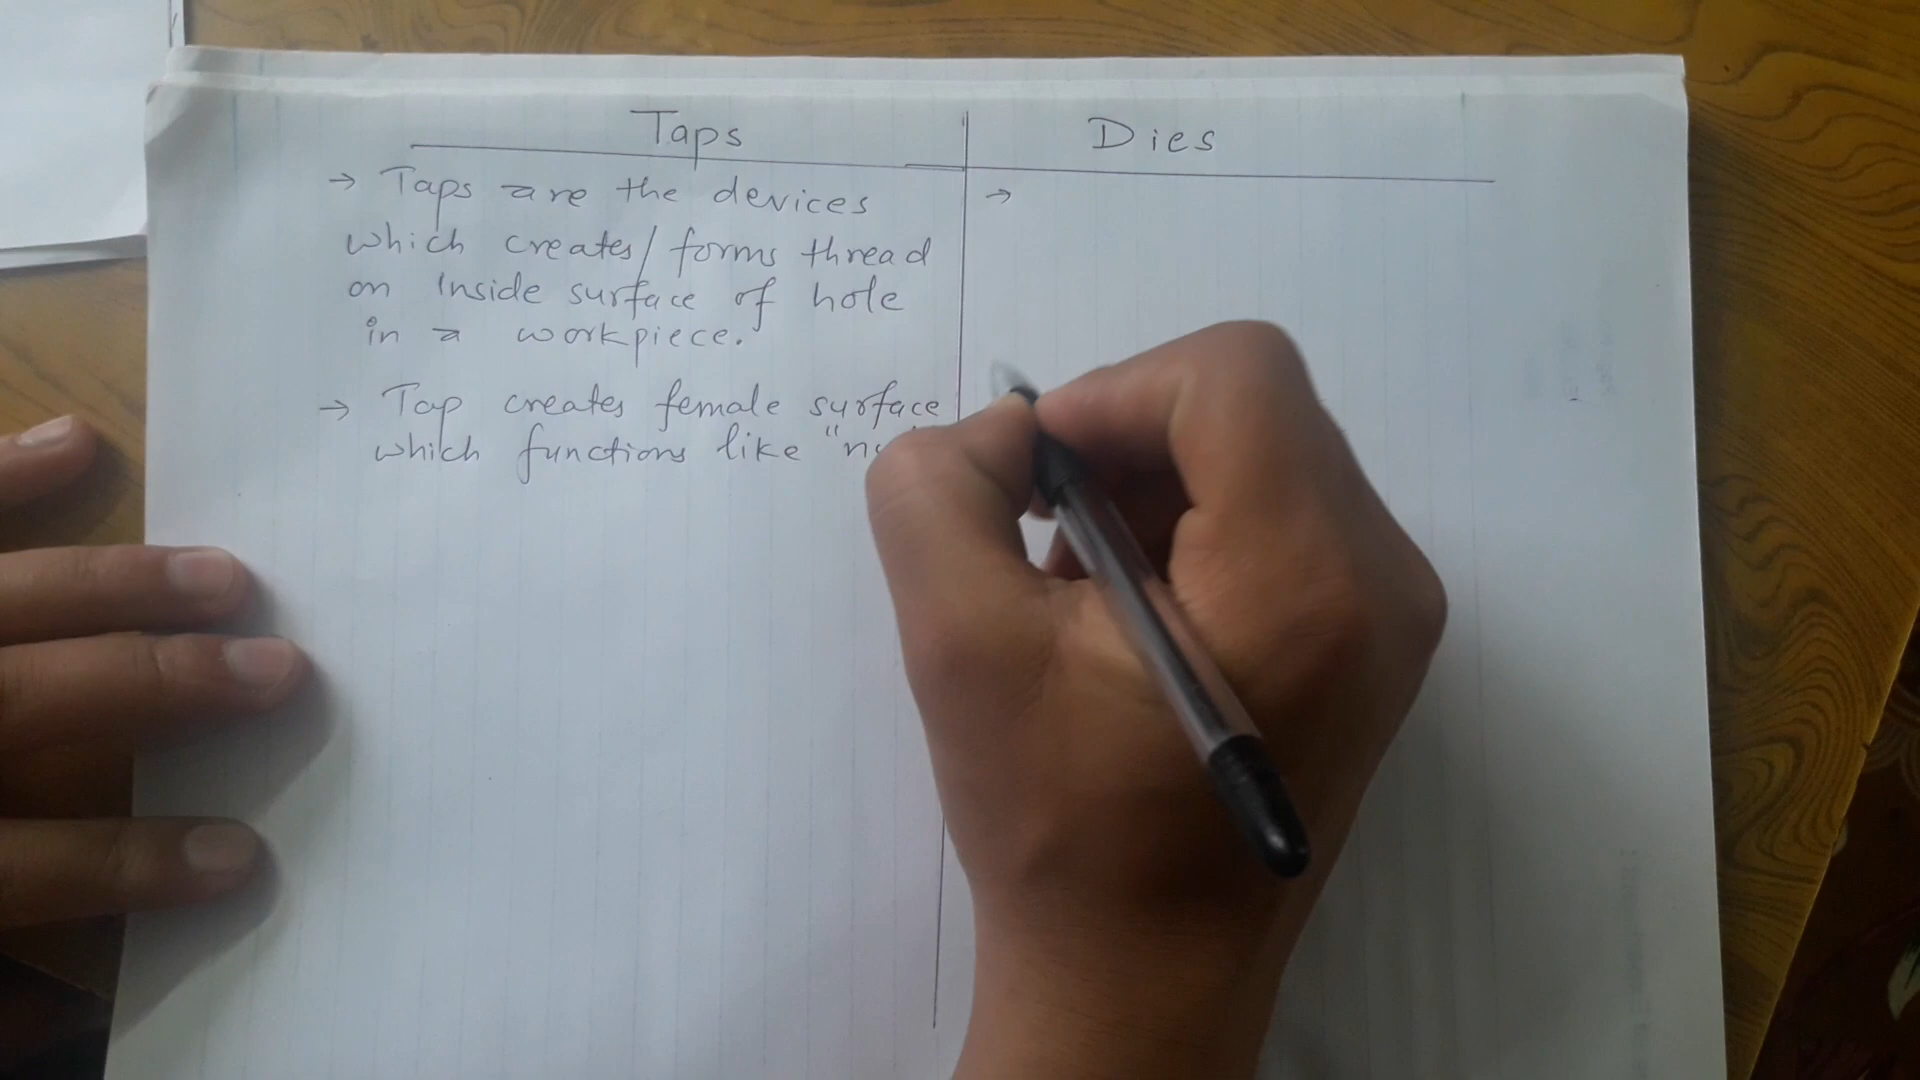 Taps
Dies
→ Taps are the devices
which creates/forms thread
on inside surface of hole
in a workpiece.
→ Tap creates female surface
which functions like
→